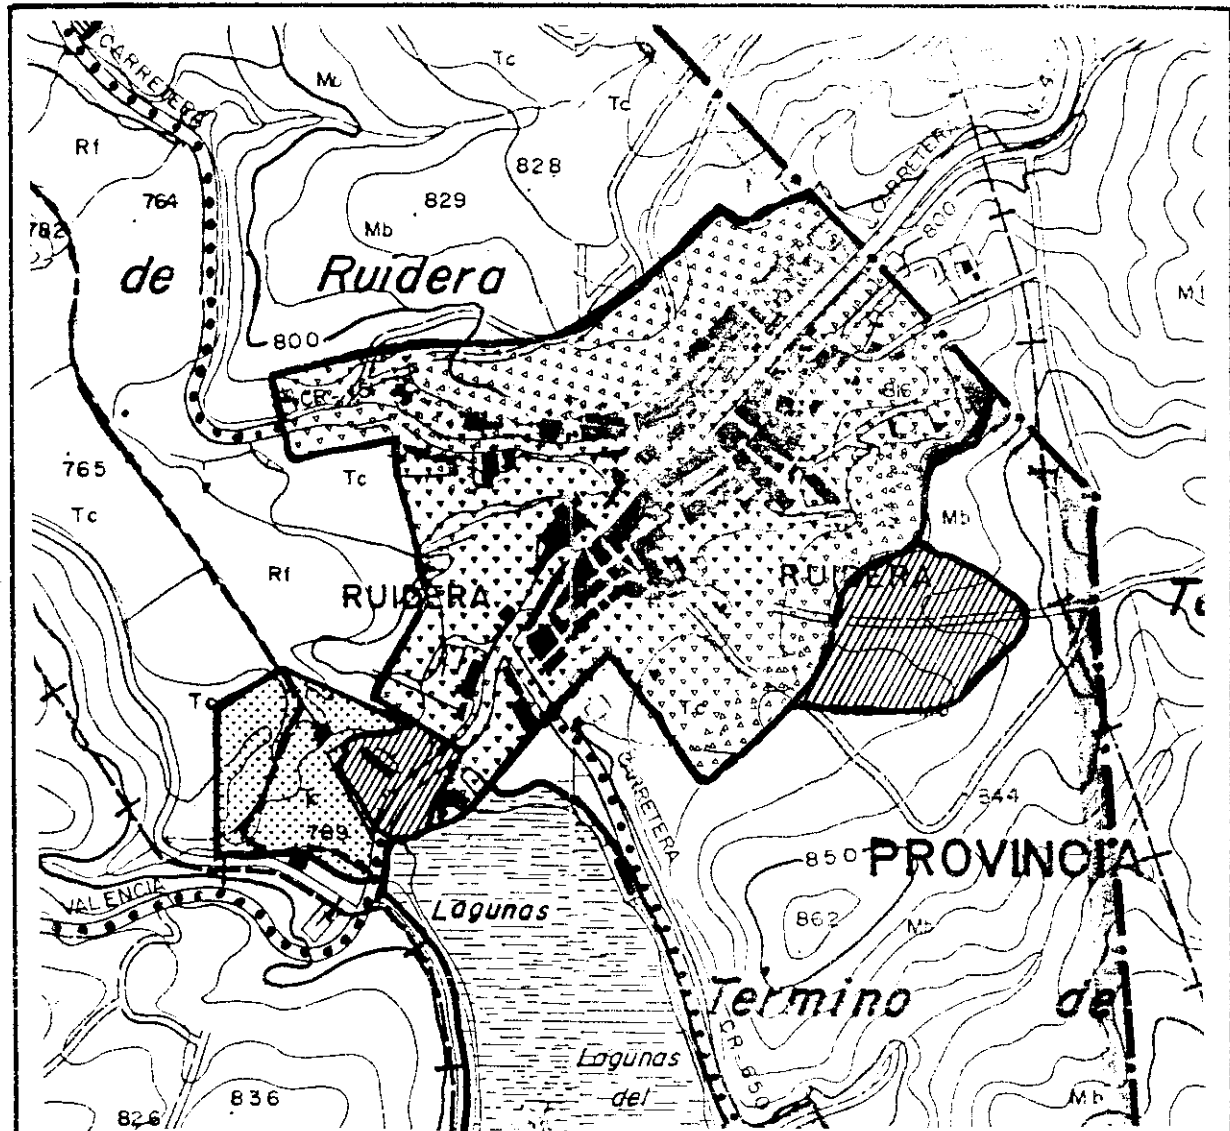 CARRETERA
Mb
Tc
Tc
Rf
828
764
829
CARRETERA N. A
782
Mb
800
de Ruidera
800
CR
816
765
Tc
Tc
Mb
Rf
RUIDERA
RUIDERA
Tc
Tc
K
789
844
CARRETERA
850
PROVINCIA
VALENCIA
Lagunas
862
Mb
Termino de
CR 650
Lagunas
del
836
826
Mb